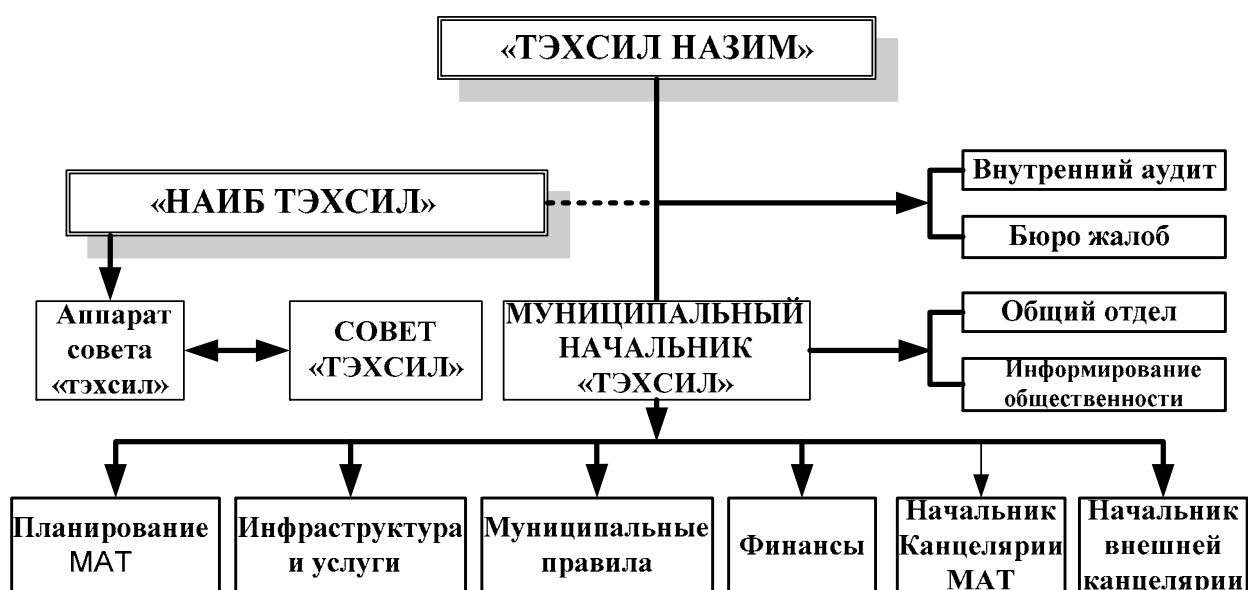 «ТЭХСИЛ НАЗИМ»
«НАИБ ТЭХСИЛ»
Внутренний аудит
Бюро жалоб
Аппарат
совета
«тэхсил»
СОВЕТ
«ТЭХСИЛ»
МУНИЦИПАЛЬНЫЙ
НАЧАЛЬНИК
«ТЭХСИЛ»
Общий отдел
Информирование
общественности
Планирование
МАТ
Инфраструктура
и услуги
Муниципальные
правила
Финансы
Начальник
Канцелярии
МАТ
Начальник
внешней
канцелярии